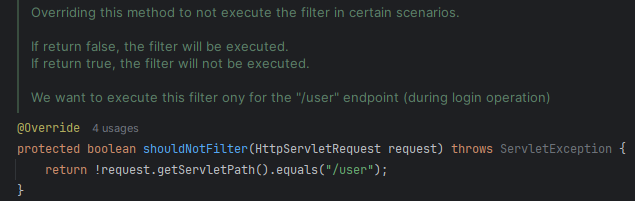 Overriding this method to not execute the filter in certain scenarios.
If return false, the filter will be executed.
If return true, the filter will not be executed.
We want to execute this filter ony for the "/user" endpoint (during login operation)
@Override 4 usages
protected boolean shouldNotFilter(HttpServletRequest request) throws ServletException {
return !request.getServletPath().equals("/user");
}